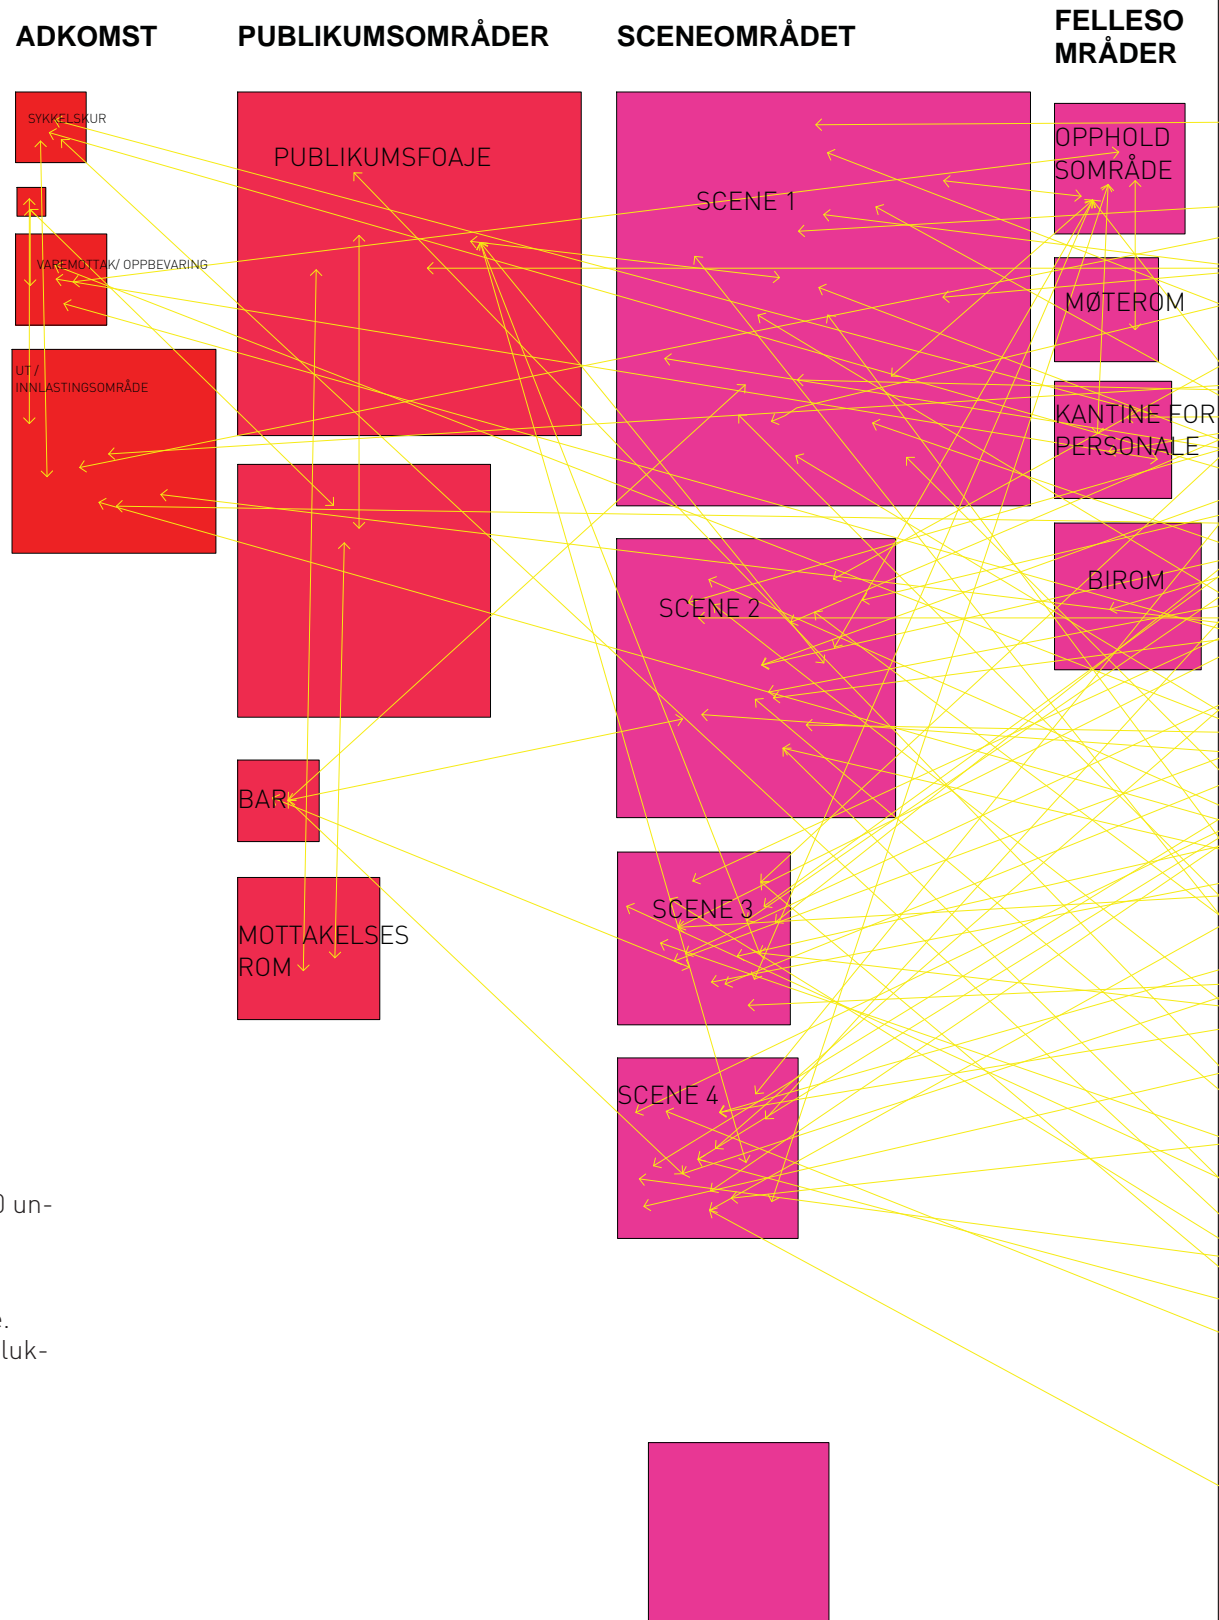 ADKOMST
PUBLIKUMSOMRÅDER
SCENEOMRÅDET
FELLESO
MRÅDER
SYKKELSKUR
VAREMOTTAK/ OPPBEVARING
UT /
INNLASTINGSOMRÅDE
PUBLIKUMSFOAJE
BAR
MOTTAKELSES
ROM
SCENE 1
SCENE 2
SCENE 3
SCENE 4
OPPHOLD
SOMRÅDE
MØTEROM
KANTINE FOR
PERSONALE
BIROM
0 un-
e.
luk-